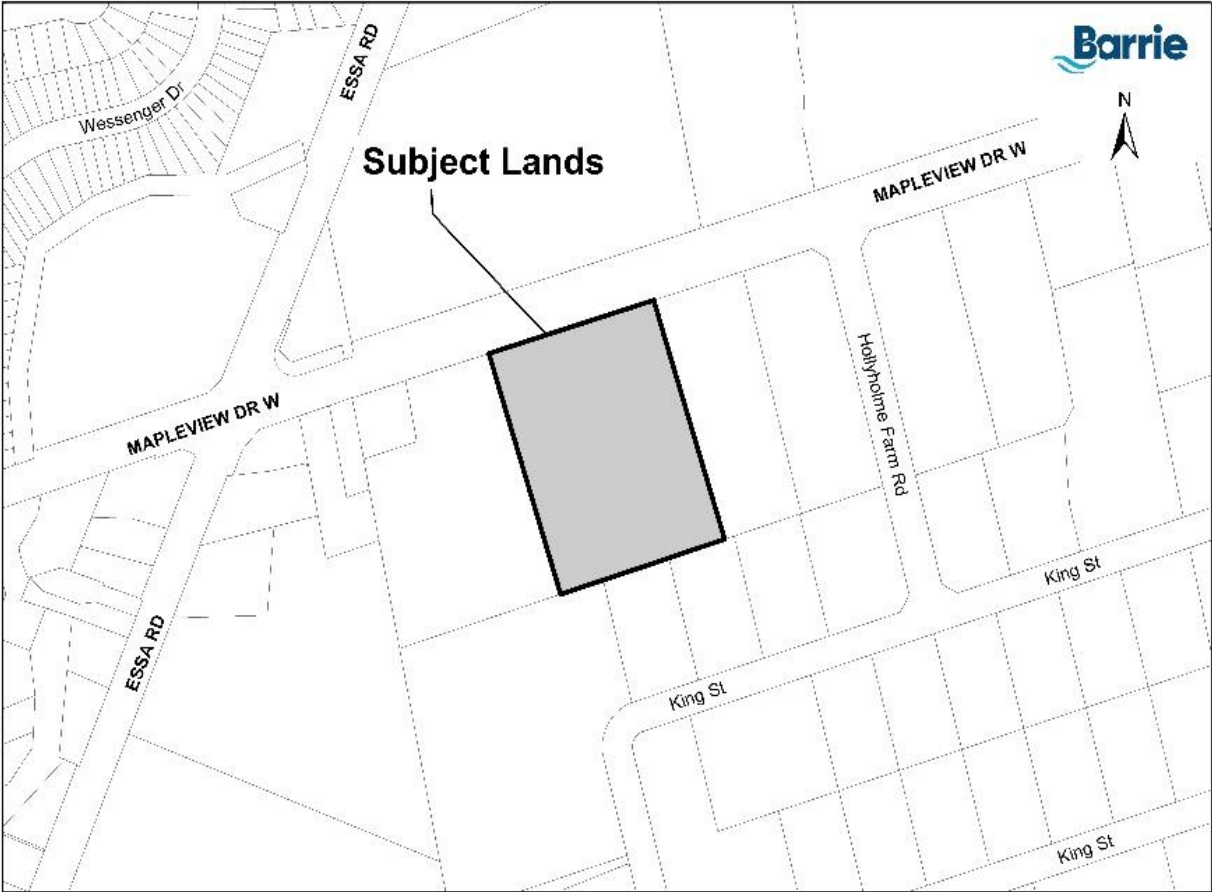 Barrie
ESSA RD
Wessenger Dr
N
Subject Lands
MAPLEVIEW DR W
Hollyholme Farm Rd
MAPLEVIEW DR W
King St
ESSA RD
King St
King St